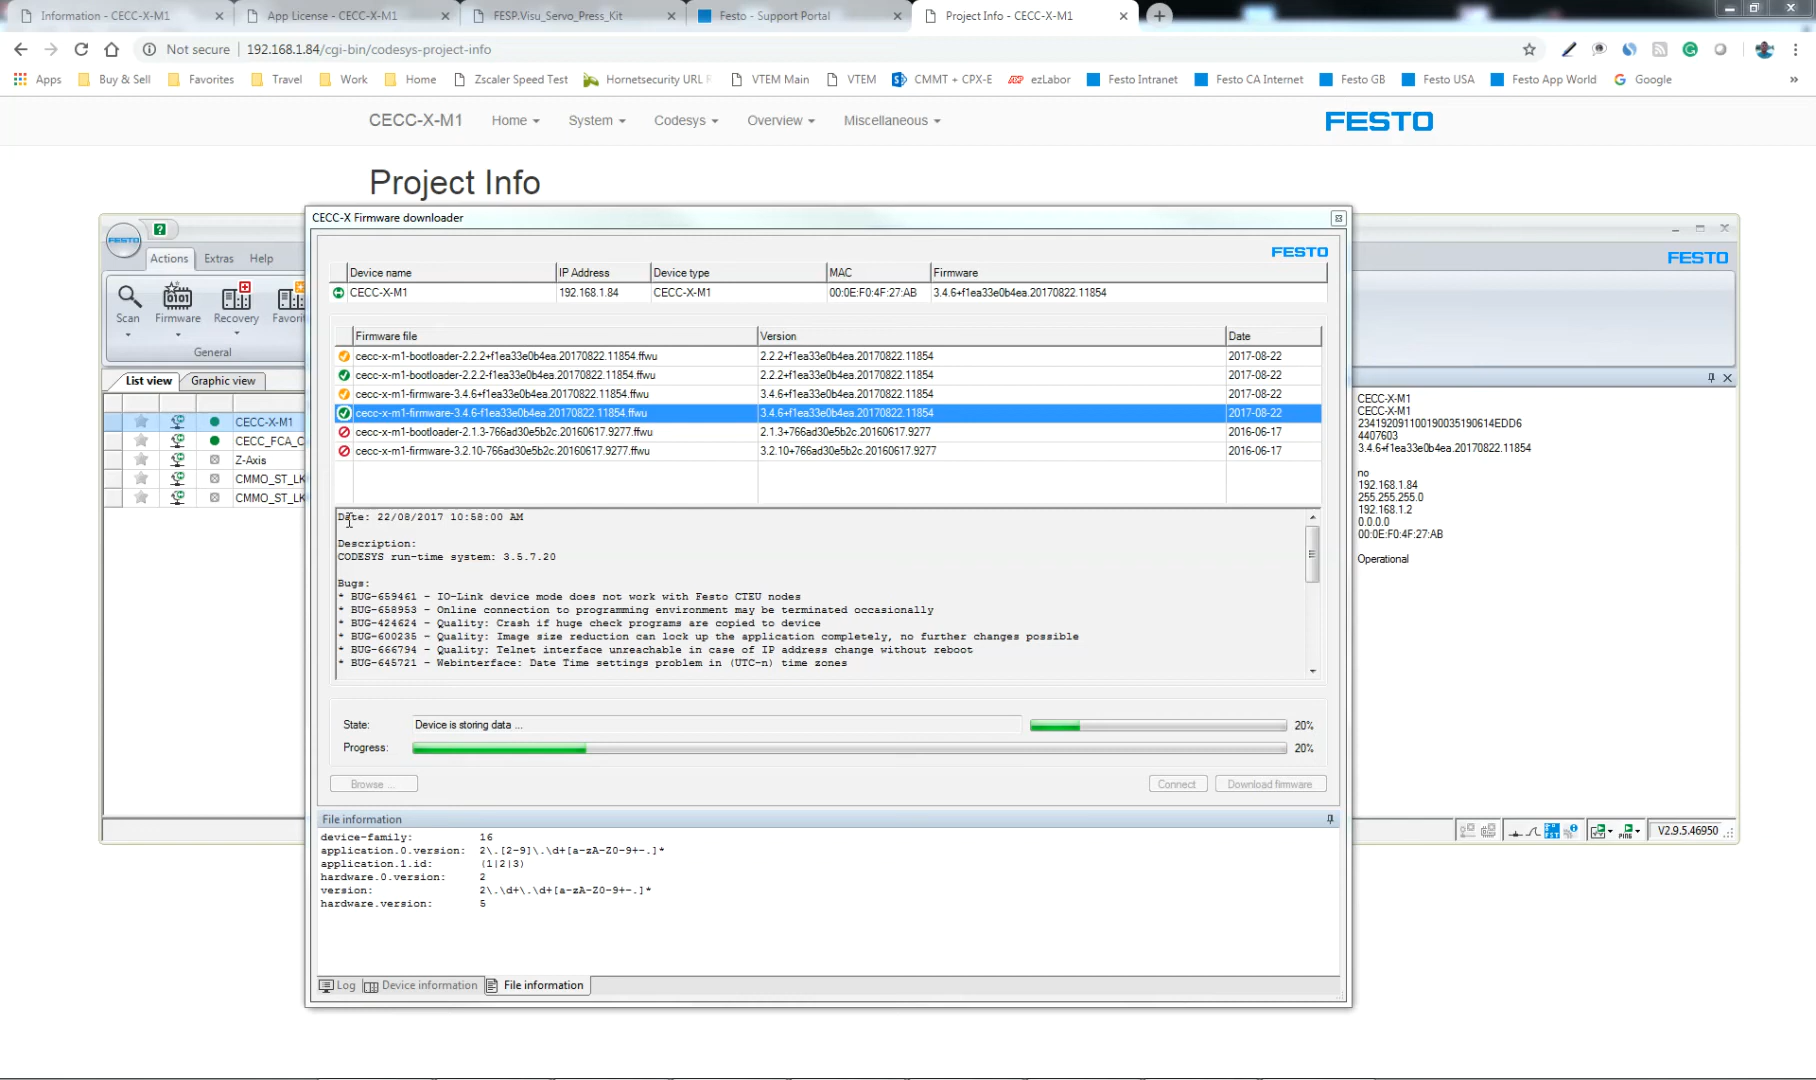 Information - CECC-X-M1
App License - CECC-X-M1
FESP.Visu_Servo_Press_Kit
Festo - Support Portal
Project Info - CECC-X-M1
Not secure | 192.168.1.84/cgi-bin/codesys-project-info
Apps Buy & Sell Favorites Travel Work Home Zscaler Speed Test Hornetsecurity URL VTEM Main VTEM CMMT + CPX-E ezLabor Festo Intranet Festo CA Internet Festo GB Festo USA Festo App World Google
CECC-X-M1 Home System Codesys Overview Miscellaneous FESTO
Project Info
CECC-X Firmware downloader
FESTO
Actions Extras Help
FESTO
FESTO
Scan Firmware Recovery Favori
General
List view Graphic view
CECC-X-M1
CECC_FCA_C
Z-Axis
CMMO_ST_LK
CMMO_ST_LK
Device name IP Address Device type MAC Firmware
CECC-X-M1 192.168.1.84 CECC-X-M1 00:0E:F0:4F:27:AB 3.4.6+f1ea33e0b4ea.20170822.11854
Firmware file Version Date
cecc-x-m1-bootloader-2.2.2+f1ea33e0b4ea.20170822.11854.ffwu 2.2.2+f1ea33e0b4ea.20170822.11854 2017-08-22
cecc-x-m1-bootloader-2.2.2-f1ea33e0b4ea.20170822.11854.ffwu 2.2.2+f1ea33e0b4ea.20170822.11854 2017-08-22
cecc-x-m1-firmware-3.4.6+f1ea33e0b4ea.20170822.11854.ffwu 3.4.6+f1ea33e0b4ea.20170822.11854 2017-08-22
cecc-x-m1-firmware-3.4.6-f1ea33e0b4ea.20170822.11854.ffwu 3.4.6+f1ea33e0b4ea.20170822.11854 2017-08-22
cecc-x-m1-bootloader-2.1.3-766ad30e5b2c.20160617.9277.ffwu 2.1.3+766ad30e5b2c.20160617.9277 2016-06-17
cecc-x-m1-firmware-3.2.10-766ad30e5b2c.20160617.9277.ffwu 3.2.10+766ad30e5b2c.20160617.9277 2016-06-17
Date: 22/08/2017 10:58:00 AM
Description:
CODESYS run-time system: 3.5.7.20
Bugs:
* BUG-659461 - IO-Link device mode does not work with Festo CTEU nodes
* BUG-658953 - Online connection to programming environment may be terminated occasionally
* BUG-424624 - Quality: Crash if huge check programs are copied to device
* BUG-600235 - Quality: Image size reduction can lock up the application completely, no further changes possible
* BUG-666794 - Quality: Telnet interface unreachable in case of IP address change without reboot
* BUG-645721 - Webinterface: Date Time settings problem in (UTC-n) time zones
State: Device is storing data ... 20%
Progress: 20%
Browse ... Connect Download firmware
File information
device-family: 16
application.0.version: 2\.[2-9]\.\d+[a-zA-Z0-9+-.]*
application.1.id: (1|2|3)
hardware.0.version: 2
version: 2\.\d+\.\d+[a-zA-Z0-9+-.]*
hardware.version: 5
Log Device information File information
CECC-X-M1
CECC-X-M1
234192091100190035190614EDD6
4407603
3.4.6+f1ea33e0b4ea.20170822.11854
no
192.168.1.84
255.255.255.0
192.168.1.2
0.0.0.0
00:0E:F0:4F:27:AB
Operational
V2.9.5.46950